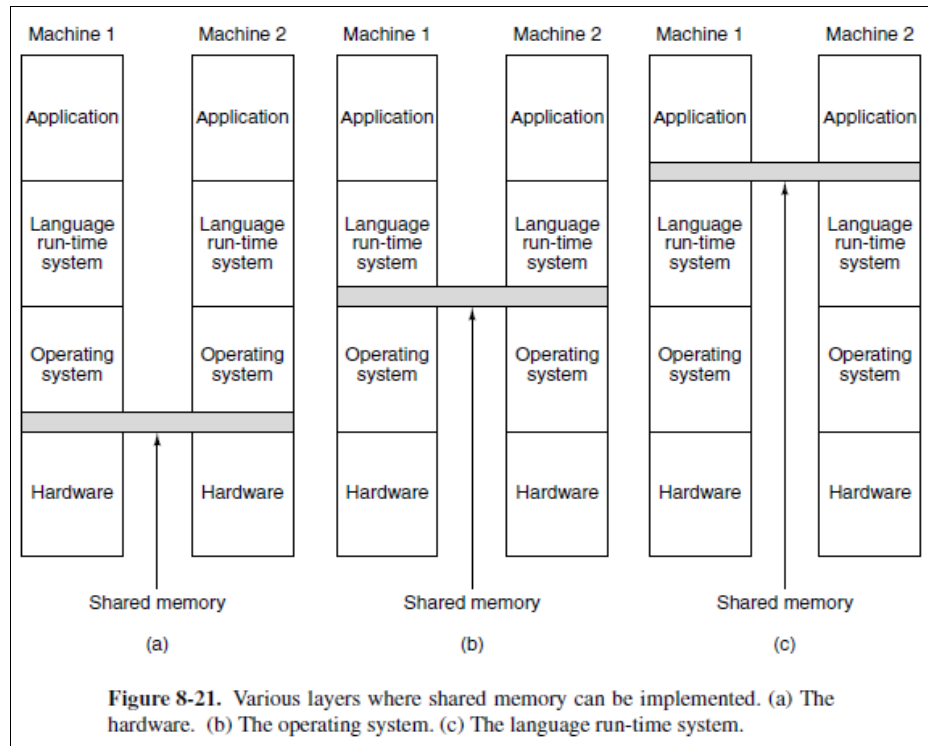 Machine 1 Machine 2 Machine 1 Machine 2 Machine 1 Machine 2
Application Application Application Application Application Application
Language Language Language Language Language Language
run-time run-time run-time run-time run-time run-time
system system system system system system
Operating Operating Operating Operating Operating Operating
system system system system system system
Hardware Hardware Hardware Hardware Hardware Hardware
Shared memory Shared memory Shared memory
(a) (b) (c)
Figure 8-21. Various layers where shared memory can be implemented. (a) The
hardware. (b) The operating system. (c) The language run-time system.